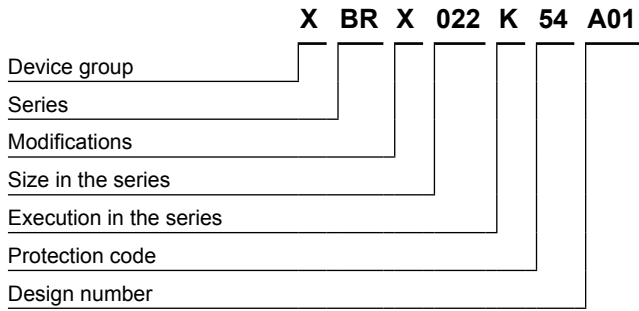 X BR X 022 K 54 A01
Device group
Series
Modifications
Size in the series
Execution in the series
Protection code
Design number